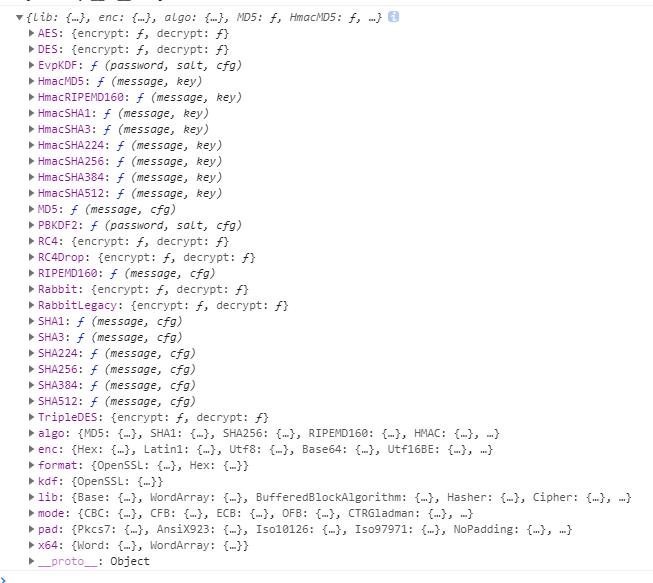 {lib: {…}, enc: {…}, algo: {…}, MD5: ƒ, HmacMD5: ƒ, …} i
AES: {encrypt: ƒ, decrypt: ƒ}
DES: {encrypt: ƒ, decrypt: ƒ}
EvpKDF: ƒ (password, salt, cfg)
HmacMD5: ƒ (message, key)
HmacRIPEMD160: ƒ (message, key)
HmacSHA1: ƒ (message, key)
HmacSHA3: ƒ (message, key)
HmacSHA224: ƒ (message, key)
HmacSHA256: ƒ (message, key)
HmacSHA384: ƒ (message, key)
HmacSHA512: ƒ (message, key)
MD5: ƒ (message, cfg)
PBKDF2: ƒ (password, salt, cfg)
RC4: {encrypt: ƒ, decrypt: ƒ}
RC4Drop: {encrypt: ƒ, decrypt: ƒ}
RIPEMD160: ƒ (message, cfg)
Rabbit: {encrypt: ƒ, decrypt: ƒ}
RabbitLegacy: {encrypt: ƒ, decrypt: ƒ}
SHA1: ƒ (message, cfg)
SHA3: ƒ (message, cfg)
SHA224: ƒ (message, cfg)
SHA256: ƒ (message, cfg)
SHA384: ƒ (message, cfg)
SHA512: ƒ (message, cfg)
TripleDES: {encrypt: ƒ, decrypt: ƒ}
algo: {MD5: {…}, SHA1: {…}, SHA256: {…}, RIPEMD160: {…}, HMAC: {…}, …}
enc: {Hex: {…}, Latin1: {…}, Utf8: {…}, Base64: {…}, Utf16BE: {…}, …}
format: {OpenSSL: {…}, Hex: {…}}
kdf: {OpenSSL: {…}}
lib: {Base: {…}, WordArray: {…}, BufferedBlockAlgorithm: {…}, Hasher: {…}, Cipher: {…}, …}
mode: {CBC: {…}, CFB: {…}, ECB: {…}, OFB: {…}, CTRGladman: {…}, …}
pad: {Pkcs7: {…}, AnsiX923: {…}, Iso10126: {…}, Iso97971: {…}, NoPadding: {…}, …}
x64: {Word: {…}, WordArray: {…}}
__proto__: Object